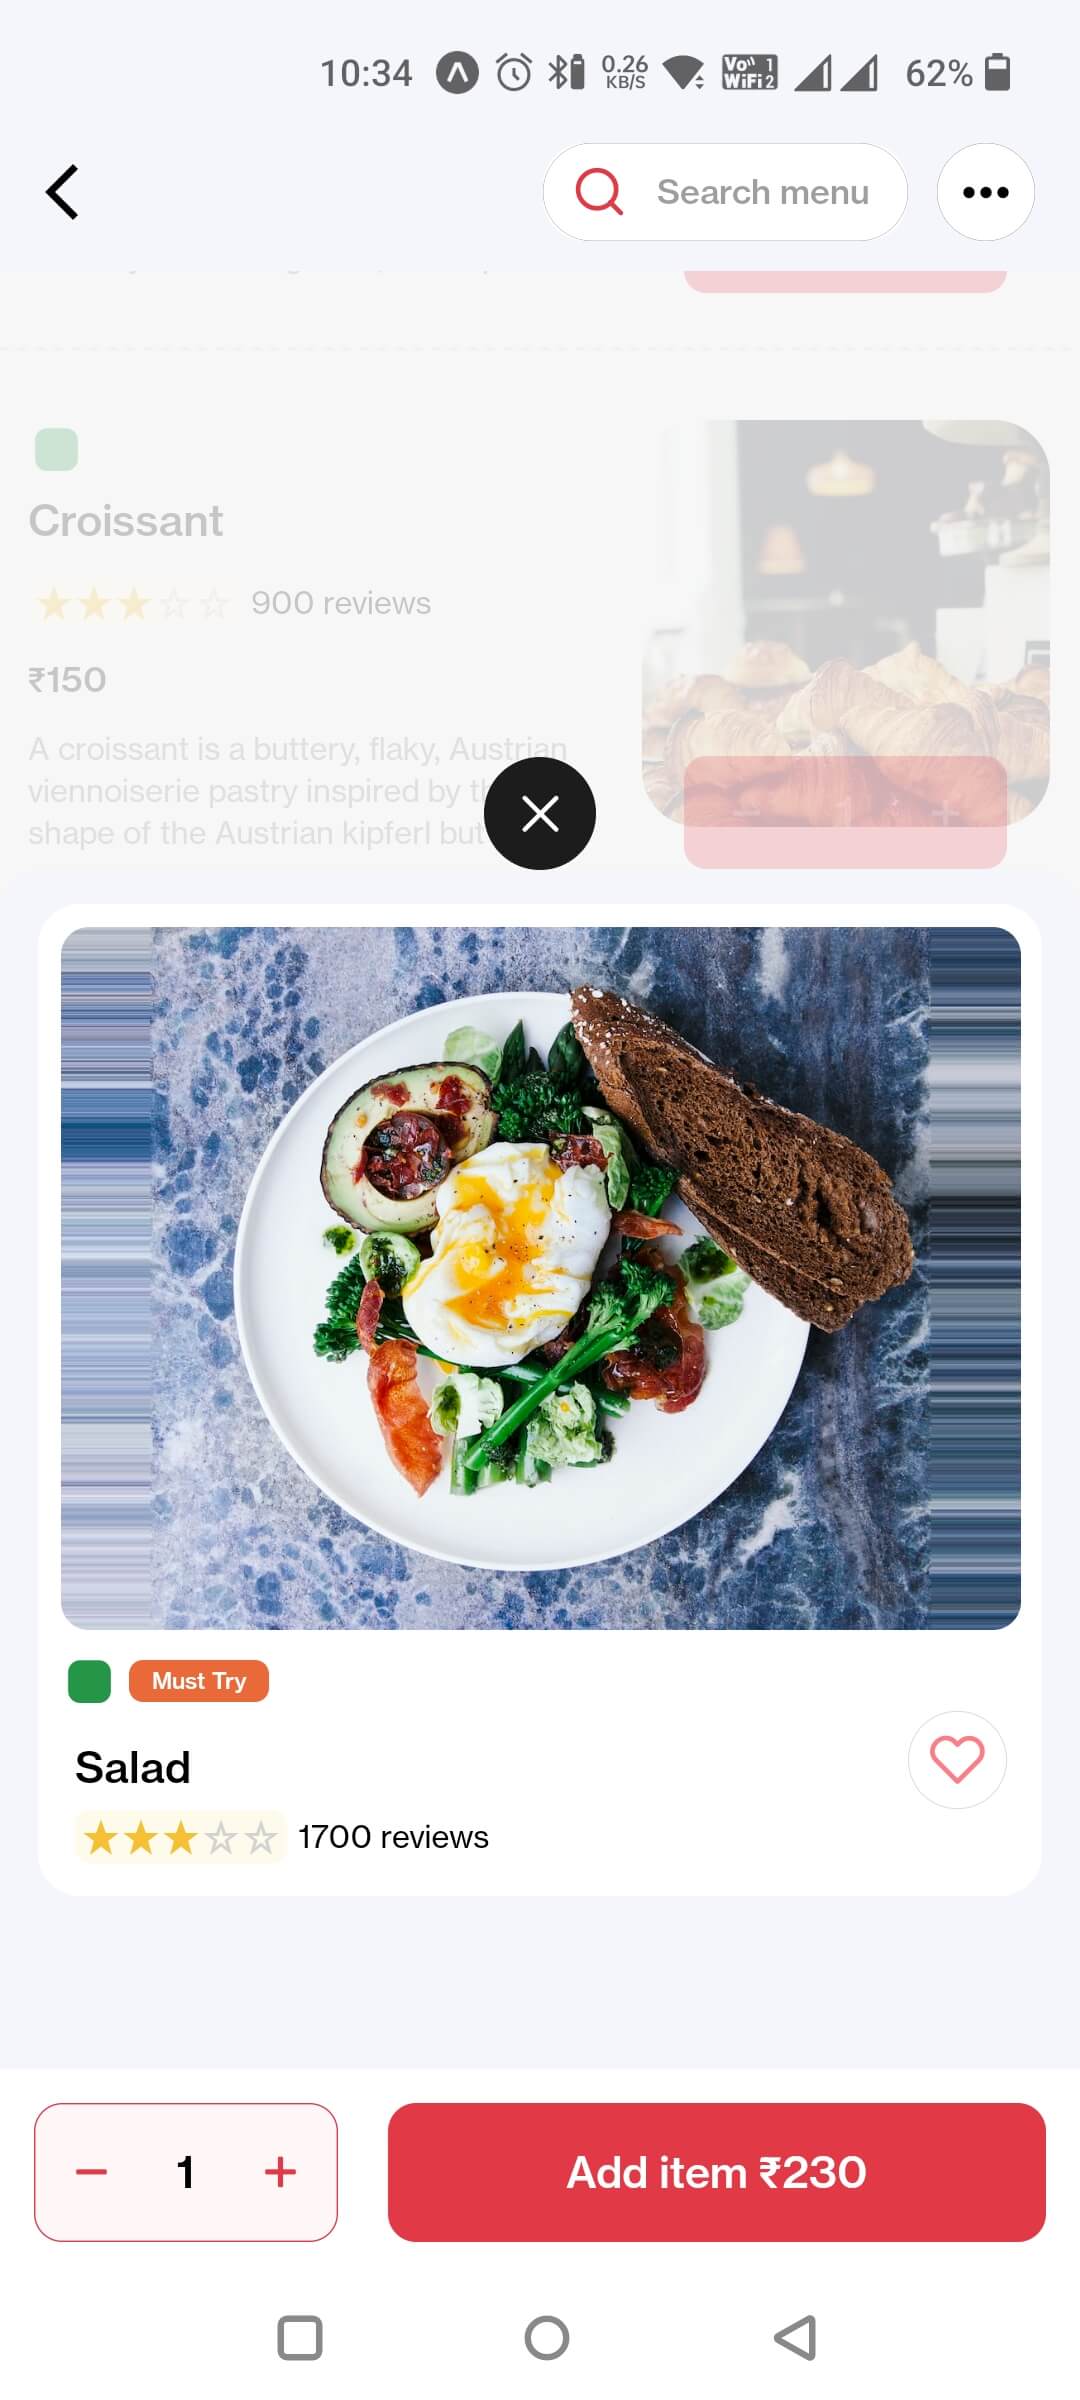 10:34
0.26
KB/S
Vo 1
WiFi 2
62%
Search menu
Croissant
900 reviews
₹150
A croissant is a buttery, flaky, Austrian
viennoiserie pastry inspired by
shape of the Austrian kipferl but
Must Try
Salad
1700 reviews
1
Add item ₹230